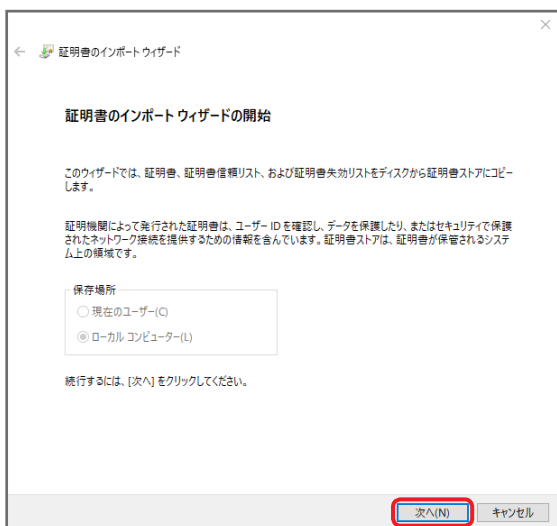 証明書のインポート ウィザード
証明書のインポート ウィザードの開始
このウィザードでは、証明書、証明書信頼リスト、および証明書失効リストをディスクから証明書ストアにコピー
します。
証明機関によって発行された証明書は、ユーザー ID を確認し、データを保護したり、またはセキュリティで保護
されたネットワーク接続を提供するための情報を含んでいます。証明書ストアは、証明書が保管されるシステ
ム上の領域です。
保存場所
現在のユーザー(C)
ローカル コンピューター(L)
続行するには、[次へ] をクリックしてください。
次へ(N)
キャンセル